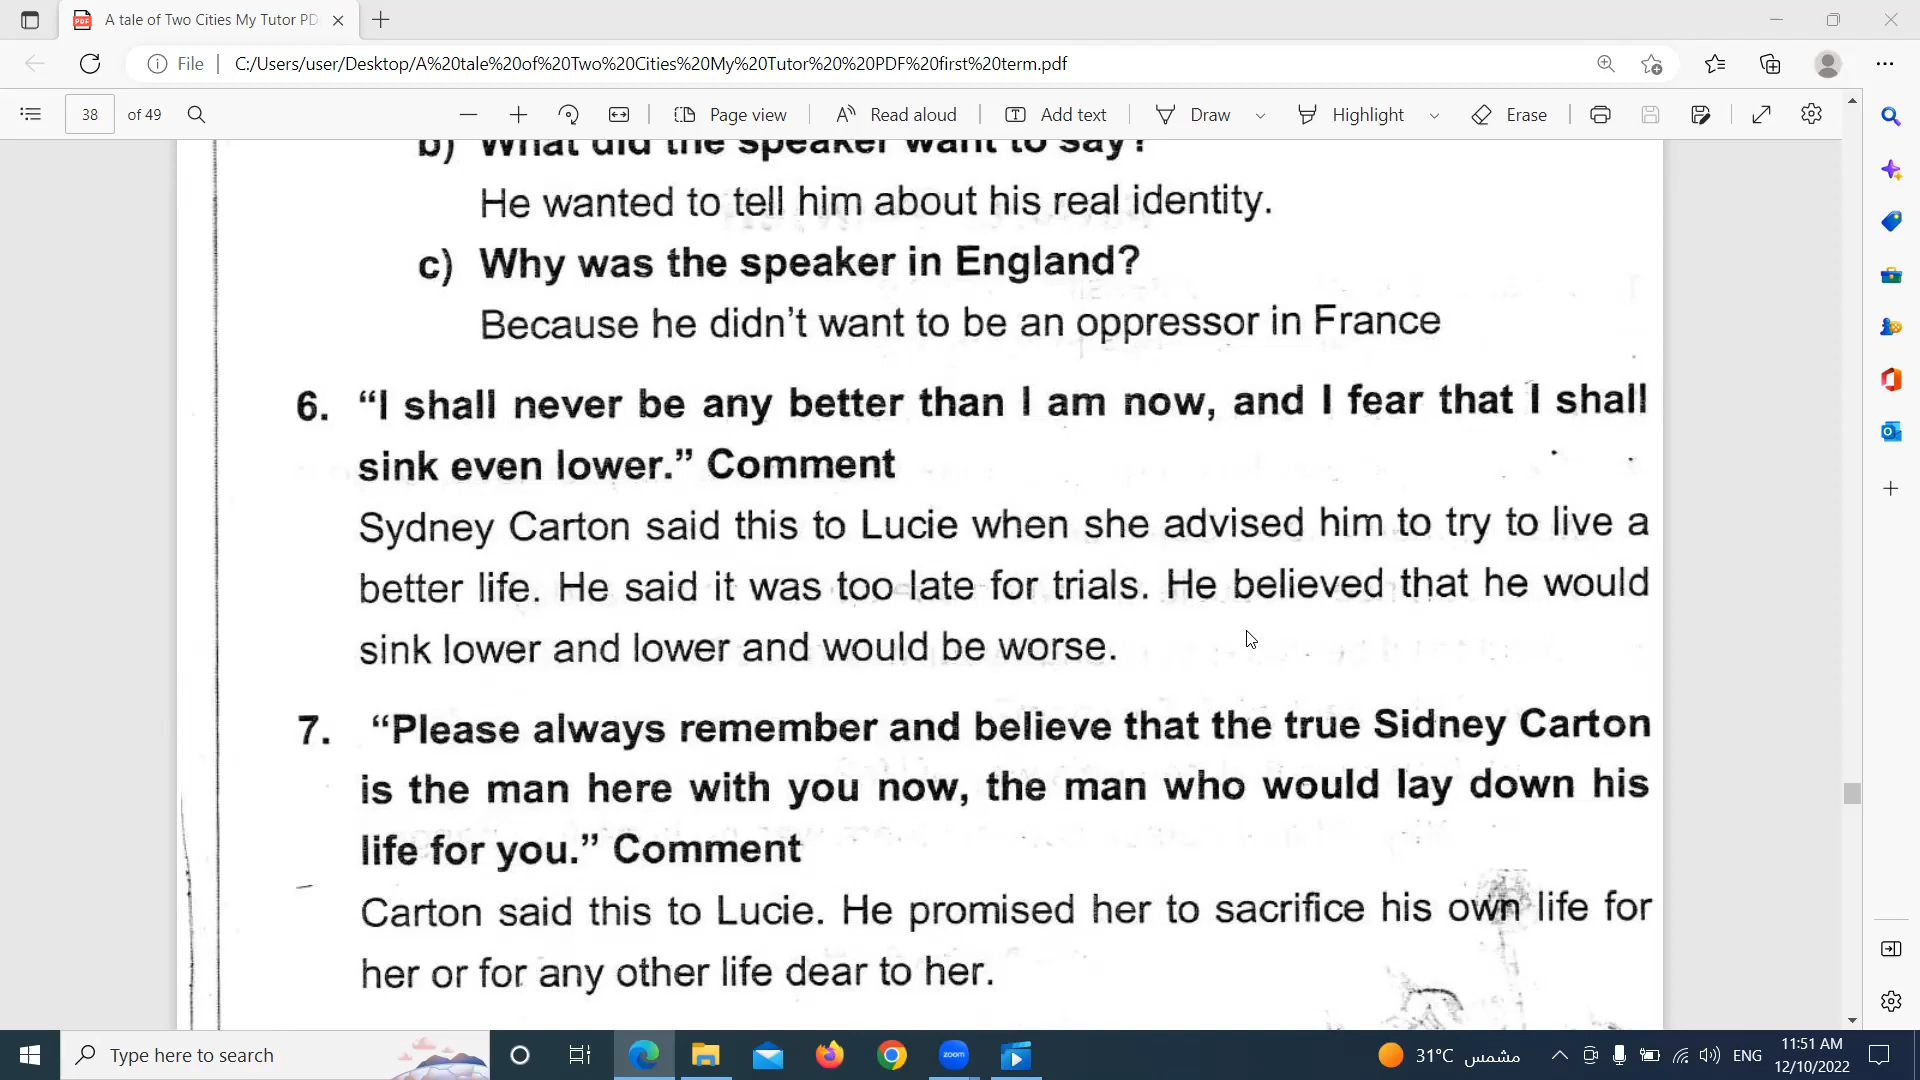 A tale of Two Cities My Tutor PD
File
C:/Users/user/Desktop/A%20tale%20of%20Two%20Cities%20My%20Tutor%20%20PDF%20first%20term.pdf
38 of 49
Page view
Read aloud
Add text
Draw
Highlight
Erase
b) What did the speaker want to say?
He wanted to tell him about his real identity.
c) Why was the speaker in England?
Because he didn't want to be an oppressor in France
6. “I shall never be any better than I am now, and I fear that I shall
sink even lower.” Comment
Sydney Carton said this to Lucie when she advised him to try to live a
better life. He said it was too late for trials. He believed that he would
sink lower and lower and would be worse.
7. “Please always remember and believe that the true Sidney Carton
is the man here with you now, the man who would lay down his
life for you.” Comment
Carton said this to Lucie. He promised her to sacrifice his own life for
her or for any other life dear to her.
Type here to search
zoom
31°C مشمس
ENG
11:51 AM
12/10/2022